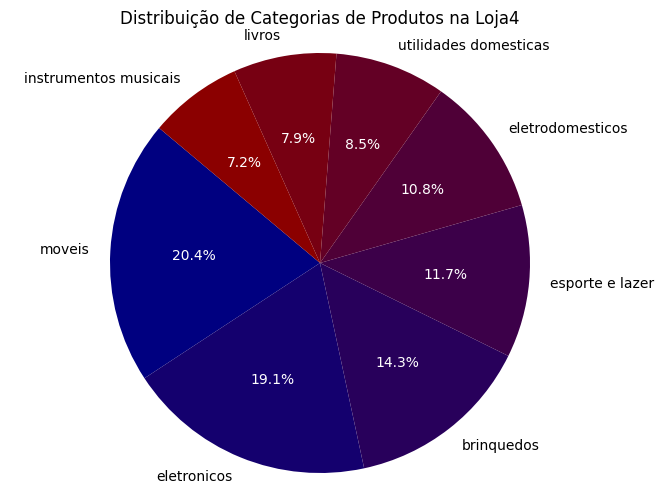 Distribuição de Categorias de Produtos na Loja4
livros
utilidades domesticas
instrumentos musicais
eletrodomesticos
7.9%
8.5%
7.2%
10.8%
moveis
20.4%
11.7%
esporte e lazer
14.3%
19.1%
brinquedos
eletronicos